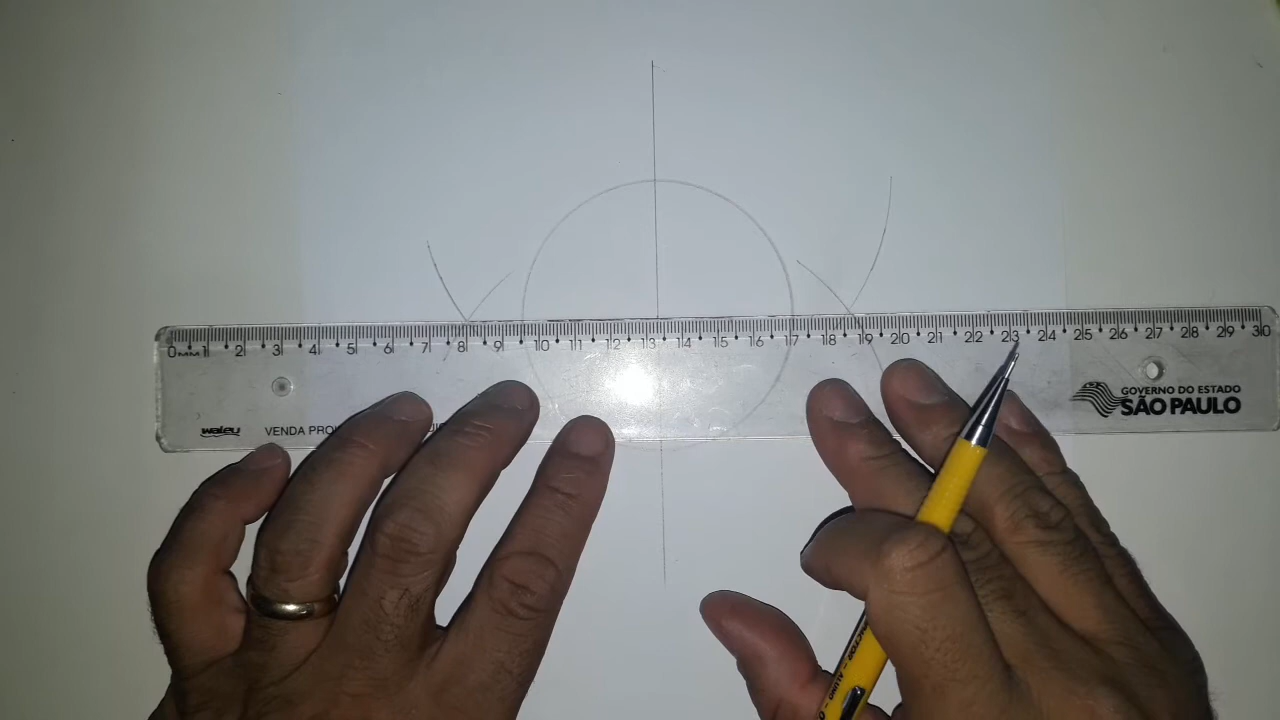 0 MM 1 2 3 4 5 6 7 8 9 10 11 12 13 14 15 16 17 18 19 20 21 22 23 24 25 26 27 28 29 30
GOVERNO DO ESTADO
SÃO PAULO
waleu
VENDA